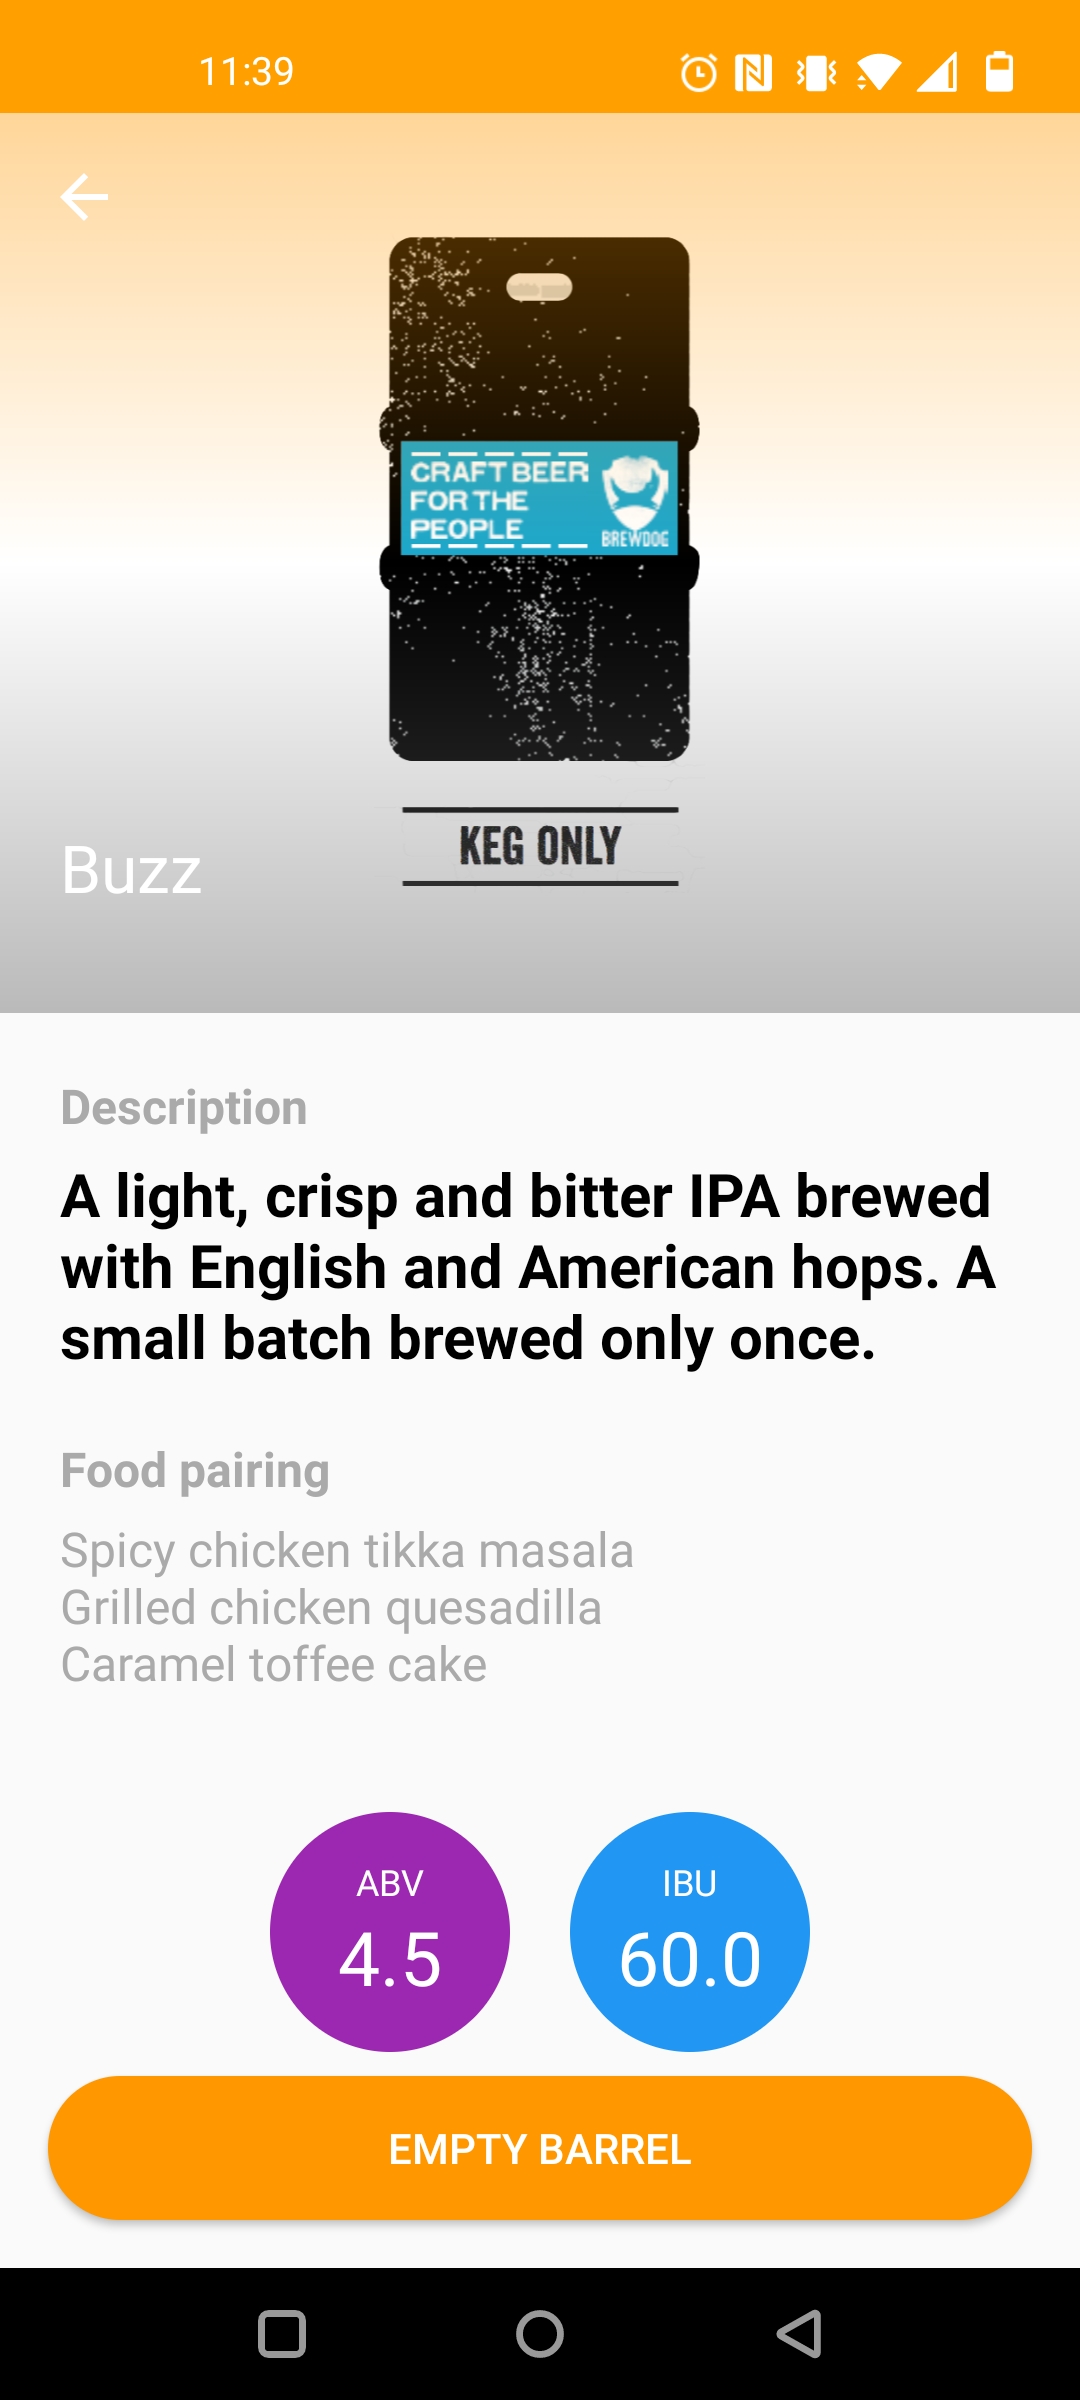 11:39
CRAFT BEER
FOR THE
PEOPLE
BREWDOG
KEG ONLY
Buzz
Description
A light, crisp and bitter IPA brewed
with English and American hops. A
small batch brewed only once.
Food pairing
Spicy chicken tikka masala
Grilled chicken quesadilla
Caramel toffee cake
ABV
4.5
IBU
60.0
EMPTY BARREL